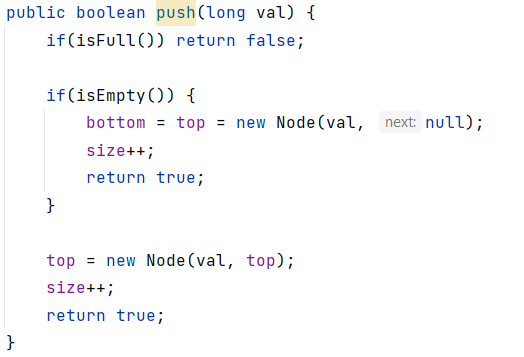 public boolean push(long val) {
    if(isFull()) return false;

    if(isEmpty()) {
        bottom = top = new Node(val, next: null);
        size++;
        return true;
    }

    top = new Node(val, top);
    size++;
    return true;
}